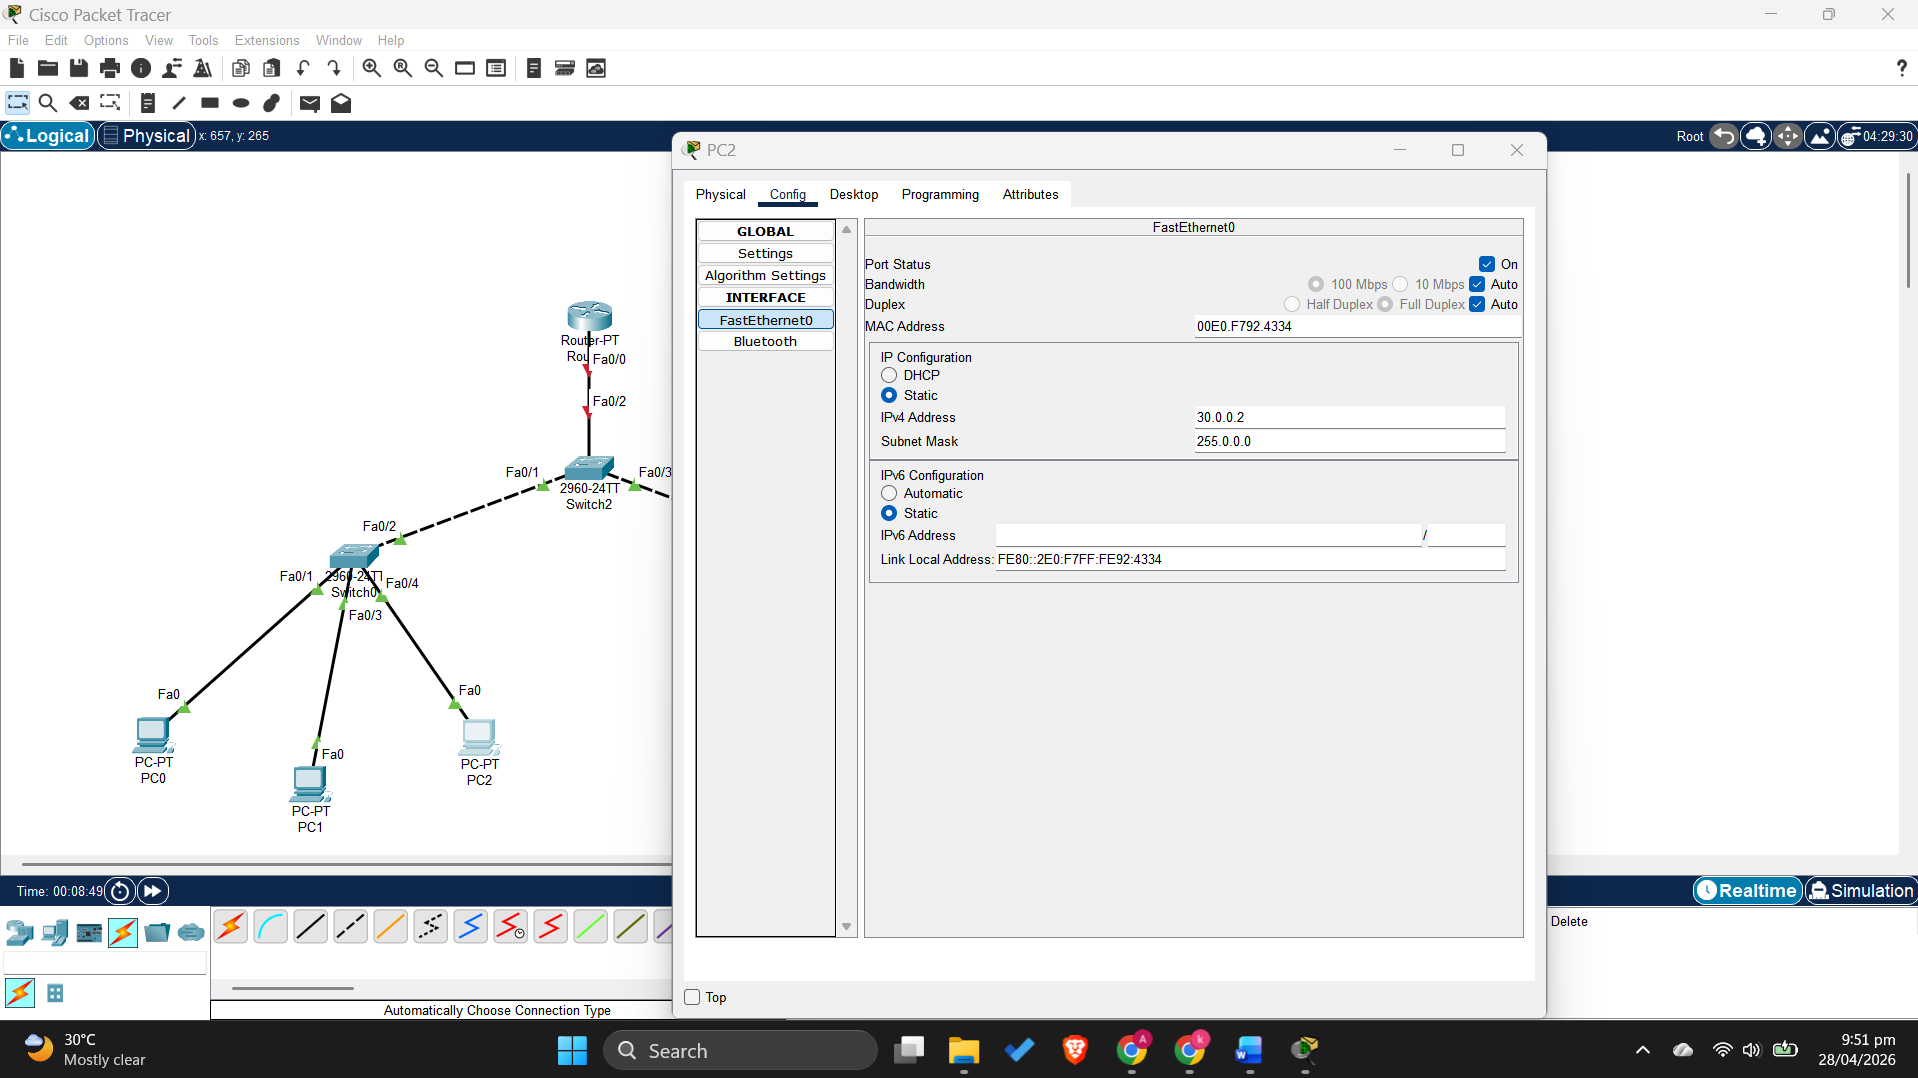 Cisco Packet Tracer
File Edit Options View Tools Extensions Window Help
Logical Physical x: 657, y: 265
Root 04:29:30
Router-PT
Rou
Fa0/0
Fa0/2
Fa0/1
Fa0/3
2960-24TT
Switch2
Fa0/2
Fa0/1
2960-24TT
Fa0/4
Switch0
Fa0/3
Fa0
Fa0
Fa0
PC-PT
PC0
PC-PT
PC2
PC-PT
PC1
PC2
Physical Config Desktop Programming Attributes
GLOBAL
Settings
Algorithm Settings
INTERFACE
FastEthernet0
Bluetooth
FastEthernet0
Port Status On
Bandwidth 100 Mbps 10 Mbps Auto
Duplex Half Duplex Full Duplex Auto
MAC Address 00E0.F792.4334
IP Configuration
DHCP
Static
IPv4 Address 30.0.0.2
Subnet Mask 255.0.0.0
IPv6 Configuration
Automatic
Static
IPv6 Address /
Link Local Address: FE80::2E0:F7FF:FE92:4334
Top
Time: 00:08:49
Realtime Simulation
Delete
Automatically Choose Connection Type
30°C
Mostly clear
Search
A
k
9:51 pm
28/04/2026